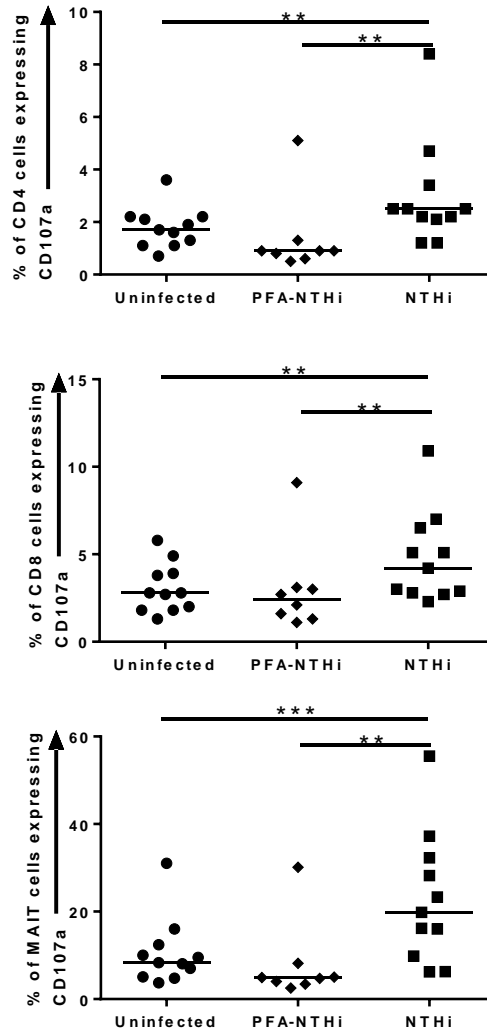 % of CD4 cells expressing
CD107a
10
8
6
4
2
0
**
**
Uninfected PFA-NTHi NTHi
% of CD8 cells expressing
CD107a
15
10
5
0
**
**
Uninfected PFA-NTHi NTHi
% of MAIT cells expressing
CD107a
60
40
20
0
***
**
Uninfected PFA-NTHi NTHi